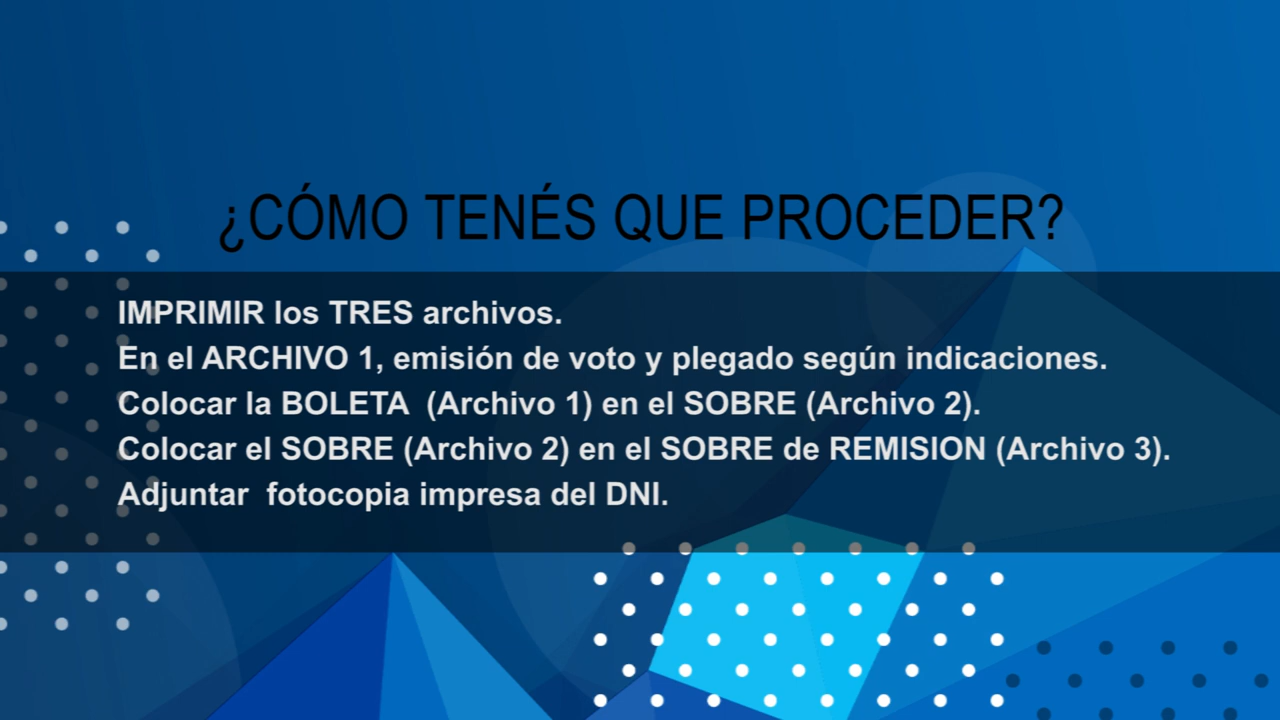 ¿CÓMO TENÉS QUE PROCEDER?
IMPRIMIR los TRES archivos.
En el ARCHIVO 1, emisión de voto y plegado según indicaciones.
Colocar la BOLETA  (Archivo 1) en el SOBRE (Archivo 2).
Colocar el SOBRE (Archivo 2) en el SOBRE de REMISION (Archivo 3).
Adjuntar  fotocopia impresa del DNI.